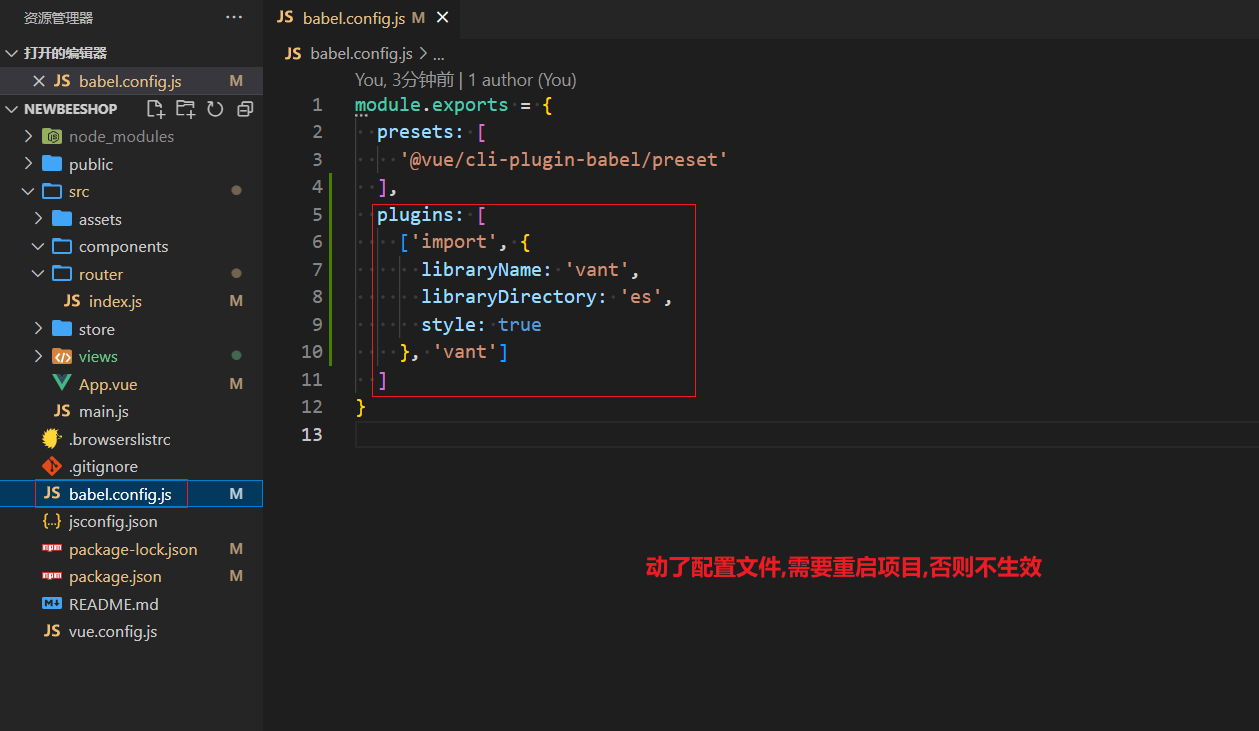 资源管理器
打开的编辑器
babel.config.js M
NEWBEESHOP
node_modules
public
src
assets
components
router
JS index.js M
store
views
App.vue M
JS main.js
.browserslistrc
.gitignore
JS babel.config.js M
{..} jsconfig.json
npm package-lock.json M
npm package.json M
README.md
JS vue.config.js
JS babel.config.js M
JS babel.config.js > ...
You, 3分钟前 | 1 author (You)
1 module.exports = {
2 presets: [
3 '@vue/cli-plugin-babel/preset'
4 ],
5 plugins: [
6 ['import', {
7 libraryName: 'vant',
8 libraryDirectory: 'es',
9 style: true
10 }, 'vant']
11 ]
12 }
13
动了配置文件,需要重启项目,否则不生效